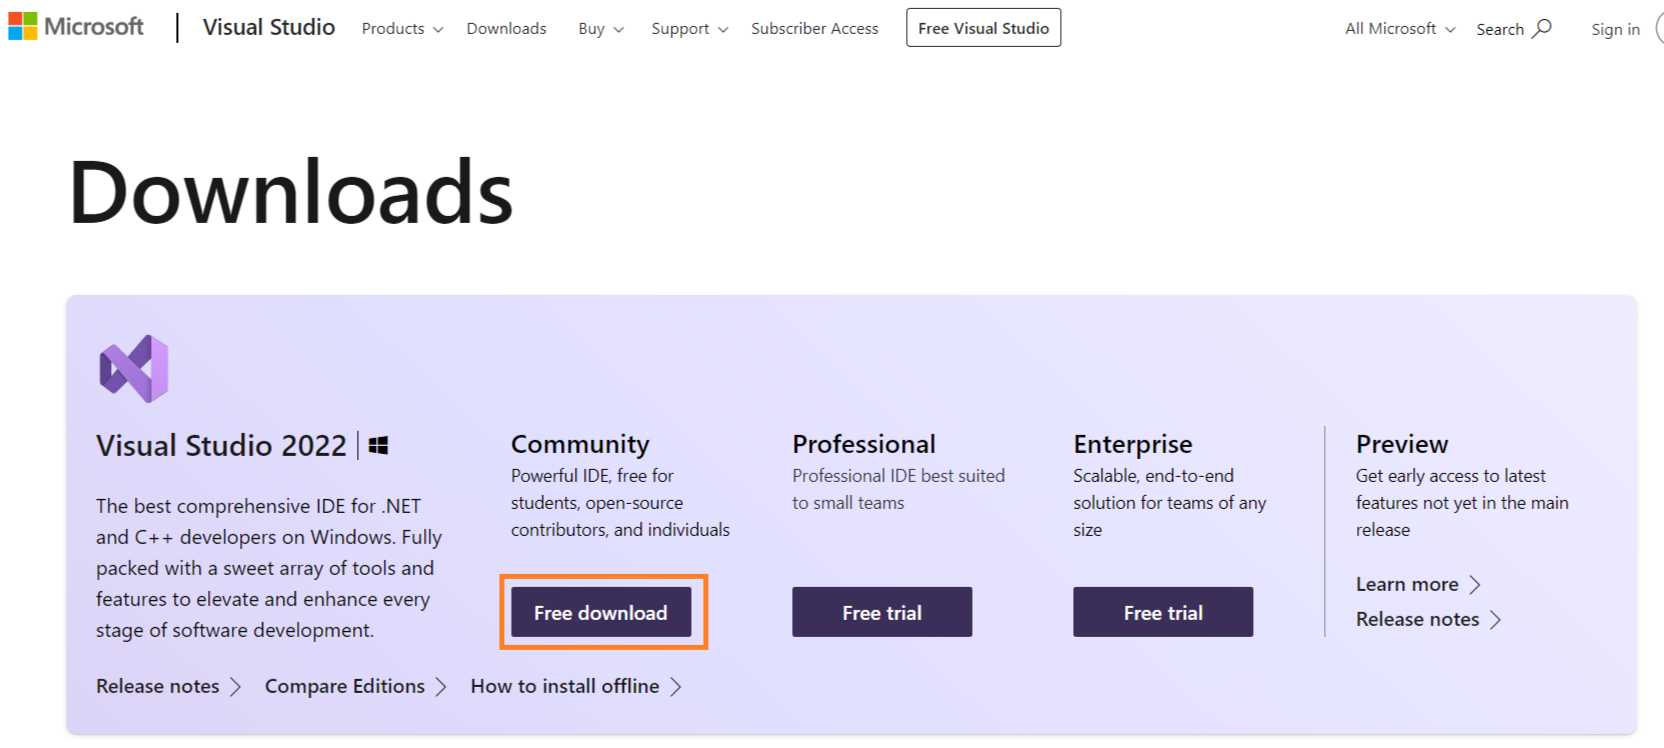 Microsoft
Visual Studio
Products
Downloads
Buy
Support
Subscriber Access
Free Visual Studio
All Microsoft
Search
Sign in
Downloads
Visual Studio 2022
The best comprehensive IDE for .NET
and C++ developers on Windows. Fully
packed with a sweet array of tools and
features to elevate and enhance every
stage of software development.
Community
Powerful IDE, free for
students, open-source
contributors, and individuals
Free download
Professional
Professional IDE best suited
to small teams
Free trial
Enterprise
Scalable, end-to-end
solution for teams of any
size
Free trial
Preview
Get early access to latest
features not yet in the main
release
Learn more
Release notes
Release notes
Compare Editions
How to install offline